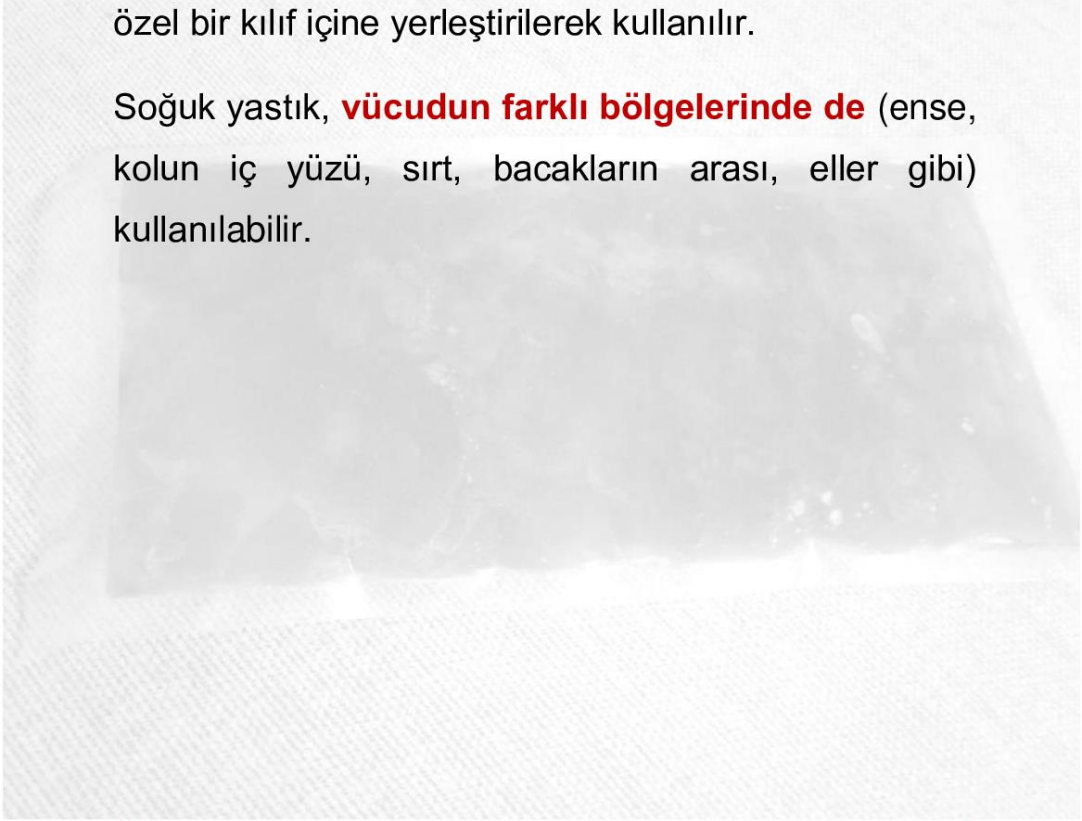 özel bir kılıf içine yerleştirilerek kullanılır.
Soğuk yastık, vücudun farklı bölgelerinde de (ense,
kolun iç yüzü, sırt, bacakların arası, eller gibi)
kullanılabilir.